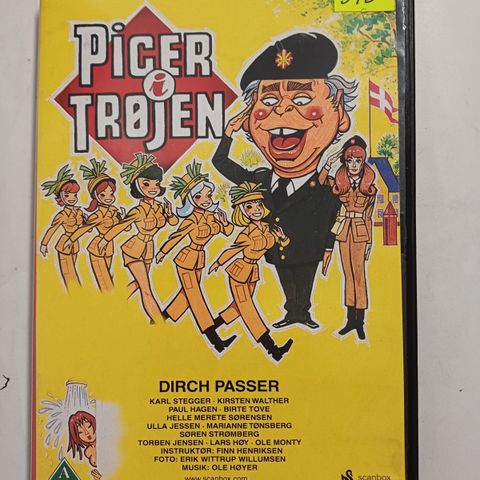 PIGER
i
TRØJEN
DIRCH PASSER
KARL STEGGER · KIRSTEN WALTHER
PAUL HAGEN · BIRTE TOVE
HELLE MERETE SØRENSEN
ULLA JESSEN · MARIANNE TØNSBERG
SØREN STRØMBERG
TORBEN JENSEN · LARS HØY · OLE MONTY
INSTRUKTØR: FINN HENRIKSEN
FOTO: ERIK WITTRUP WILLUMSEN
MUSIK: OLE HØYER
www.scanbox.com
scanbox
A